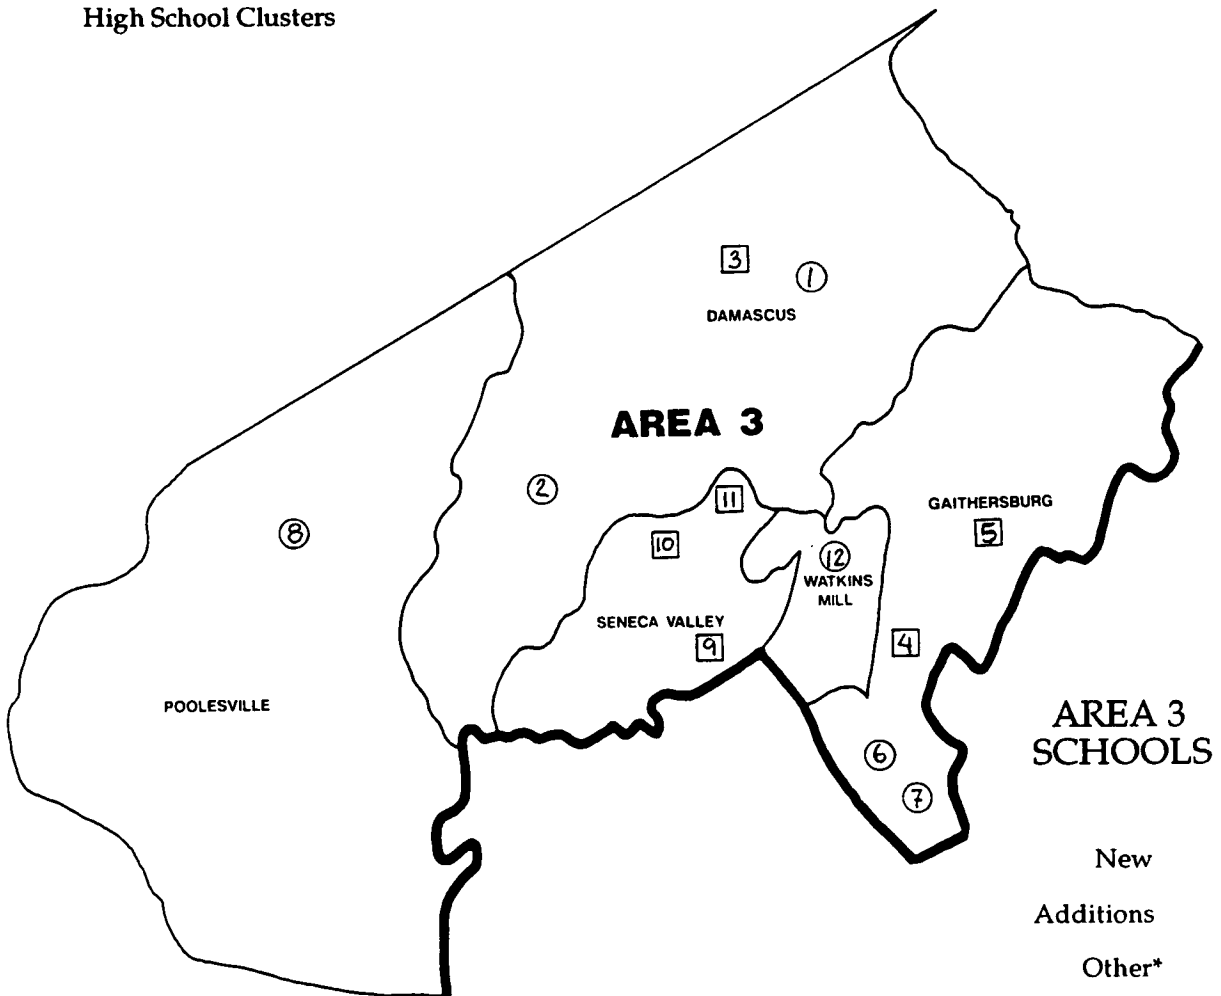 High School Clusters
3
1
DAMASCUS
AREA 3
2
11
GAITHERSBURG
8
10
5
12
WATKINS
MILL
SENECA VALLEY
9
4
POOLESVILLE
AREA 3
SCHOOLS
6
7
New
Additions
Other*